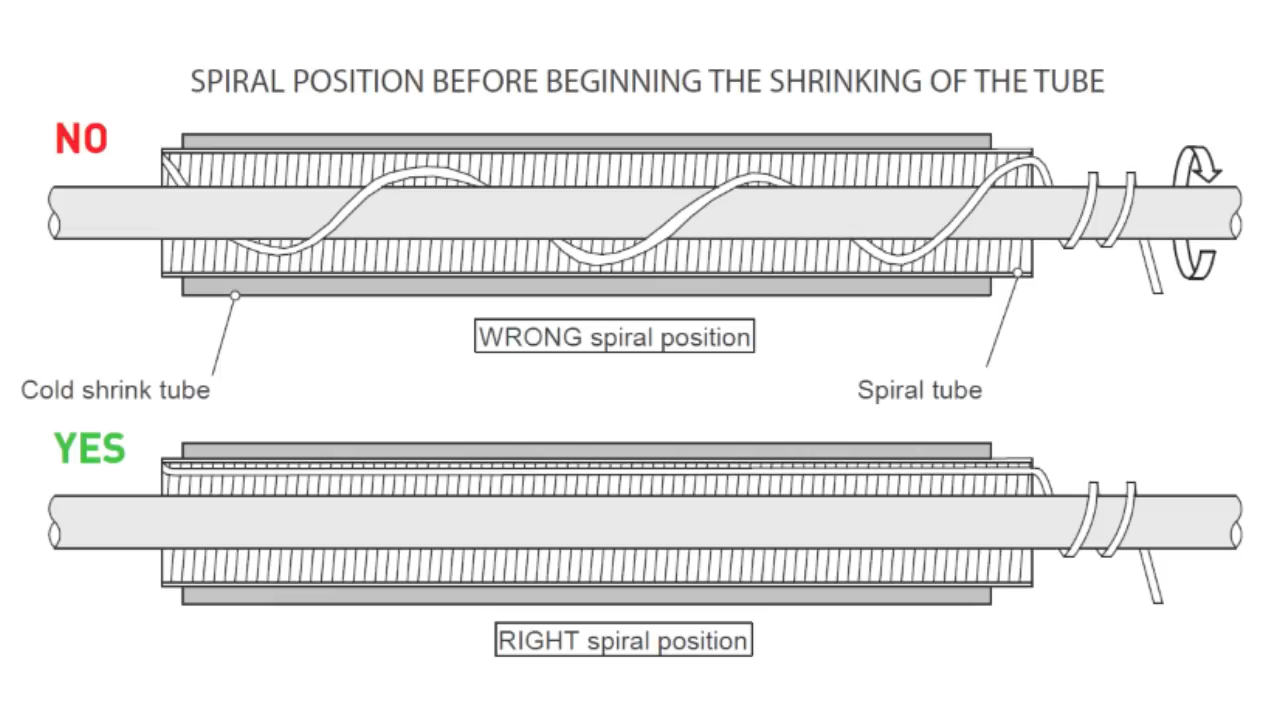 SPIRAL POSITION BEFORE BEGINNING THE SHRINKING OF THE TUBE
NO
WRONG spiral position
Cold shrink tube
Spiral tube
YES
RIGHT spiral position